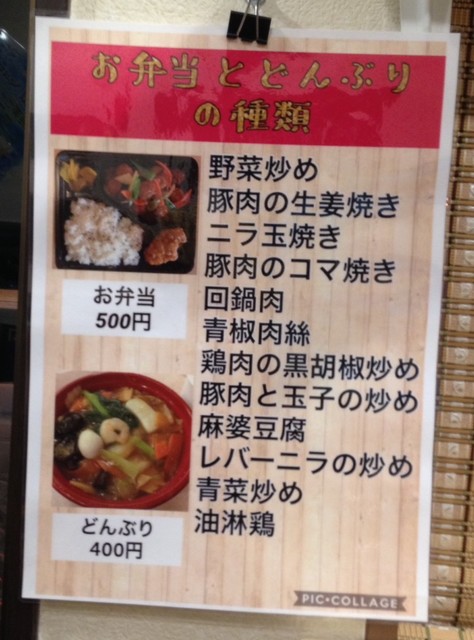 お弁当とどんぶり
の種類
野菜炒め
豚肉の生姜焼き
ニラ玉焼き
豚肉のコマ焼き
回鍋肉
青椒肉絲
鶏肉の黒胡椒炒め
豚肉と玉子の炒め
麻婆豆腐
レバーニラの炒め
青菜炒め
油淋鶏
お弁当
500円
どんぶり
400円
PIC•COLLAGE